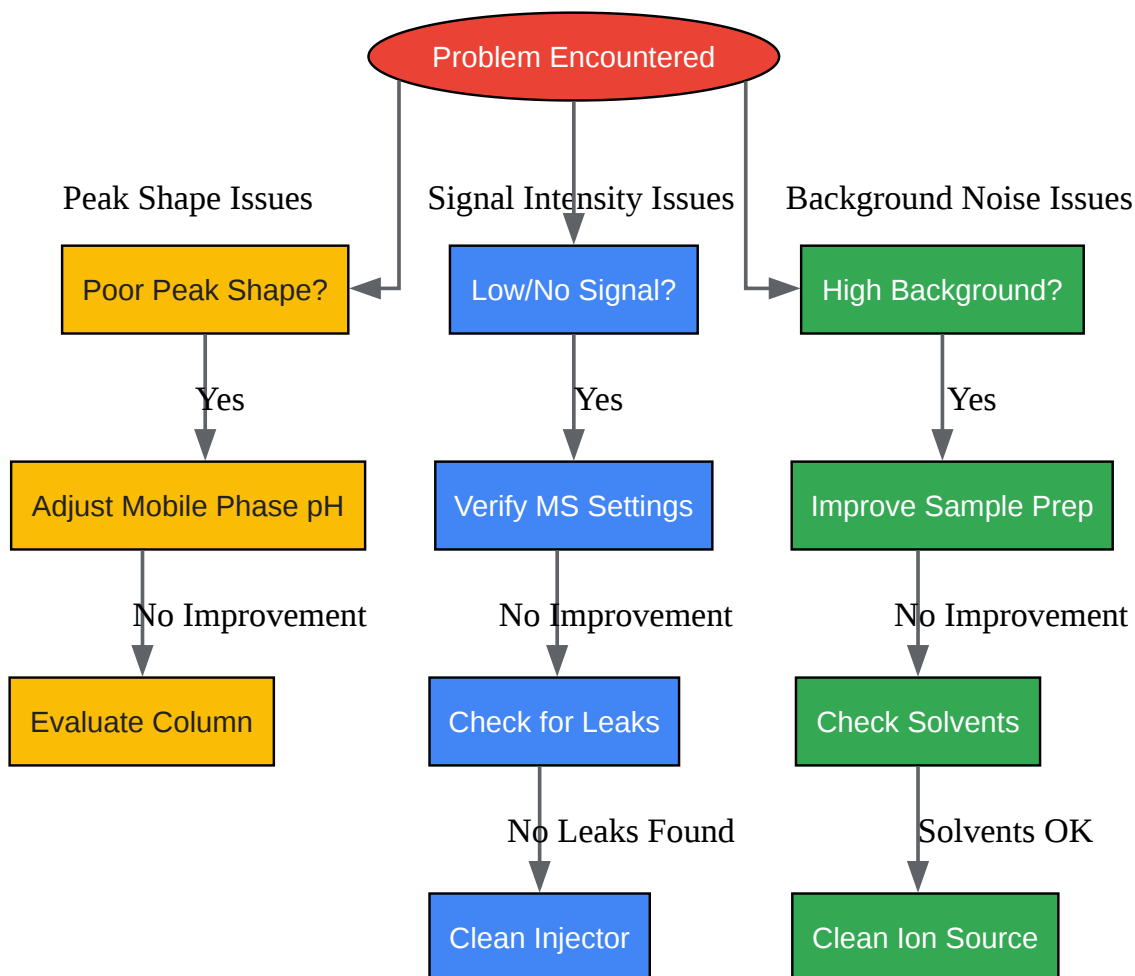 Problem Encountered
Peak Shape Issues
Signal Intensity Issues
Background Noise Issues
Poor Peak Shape?
Low/No Signal?
High Background?
Yes
Yes
Yes
Adjust Mobile Phase pH
Verify MS Settings
Improve Sample Prep
No Improvement
No Improvement
No Improvement
Evaluate Column
Check for Leaks
Check Solvents
No Leaks Found
Solvents OK
Clean Injector
Clean Ion Source